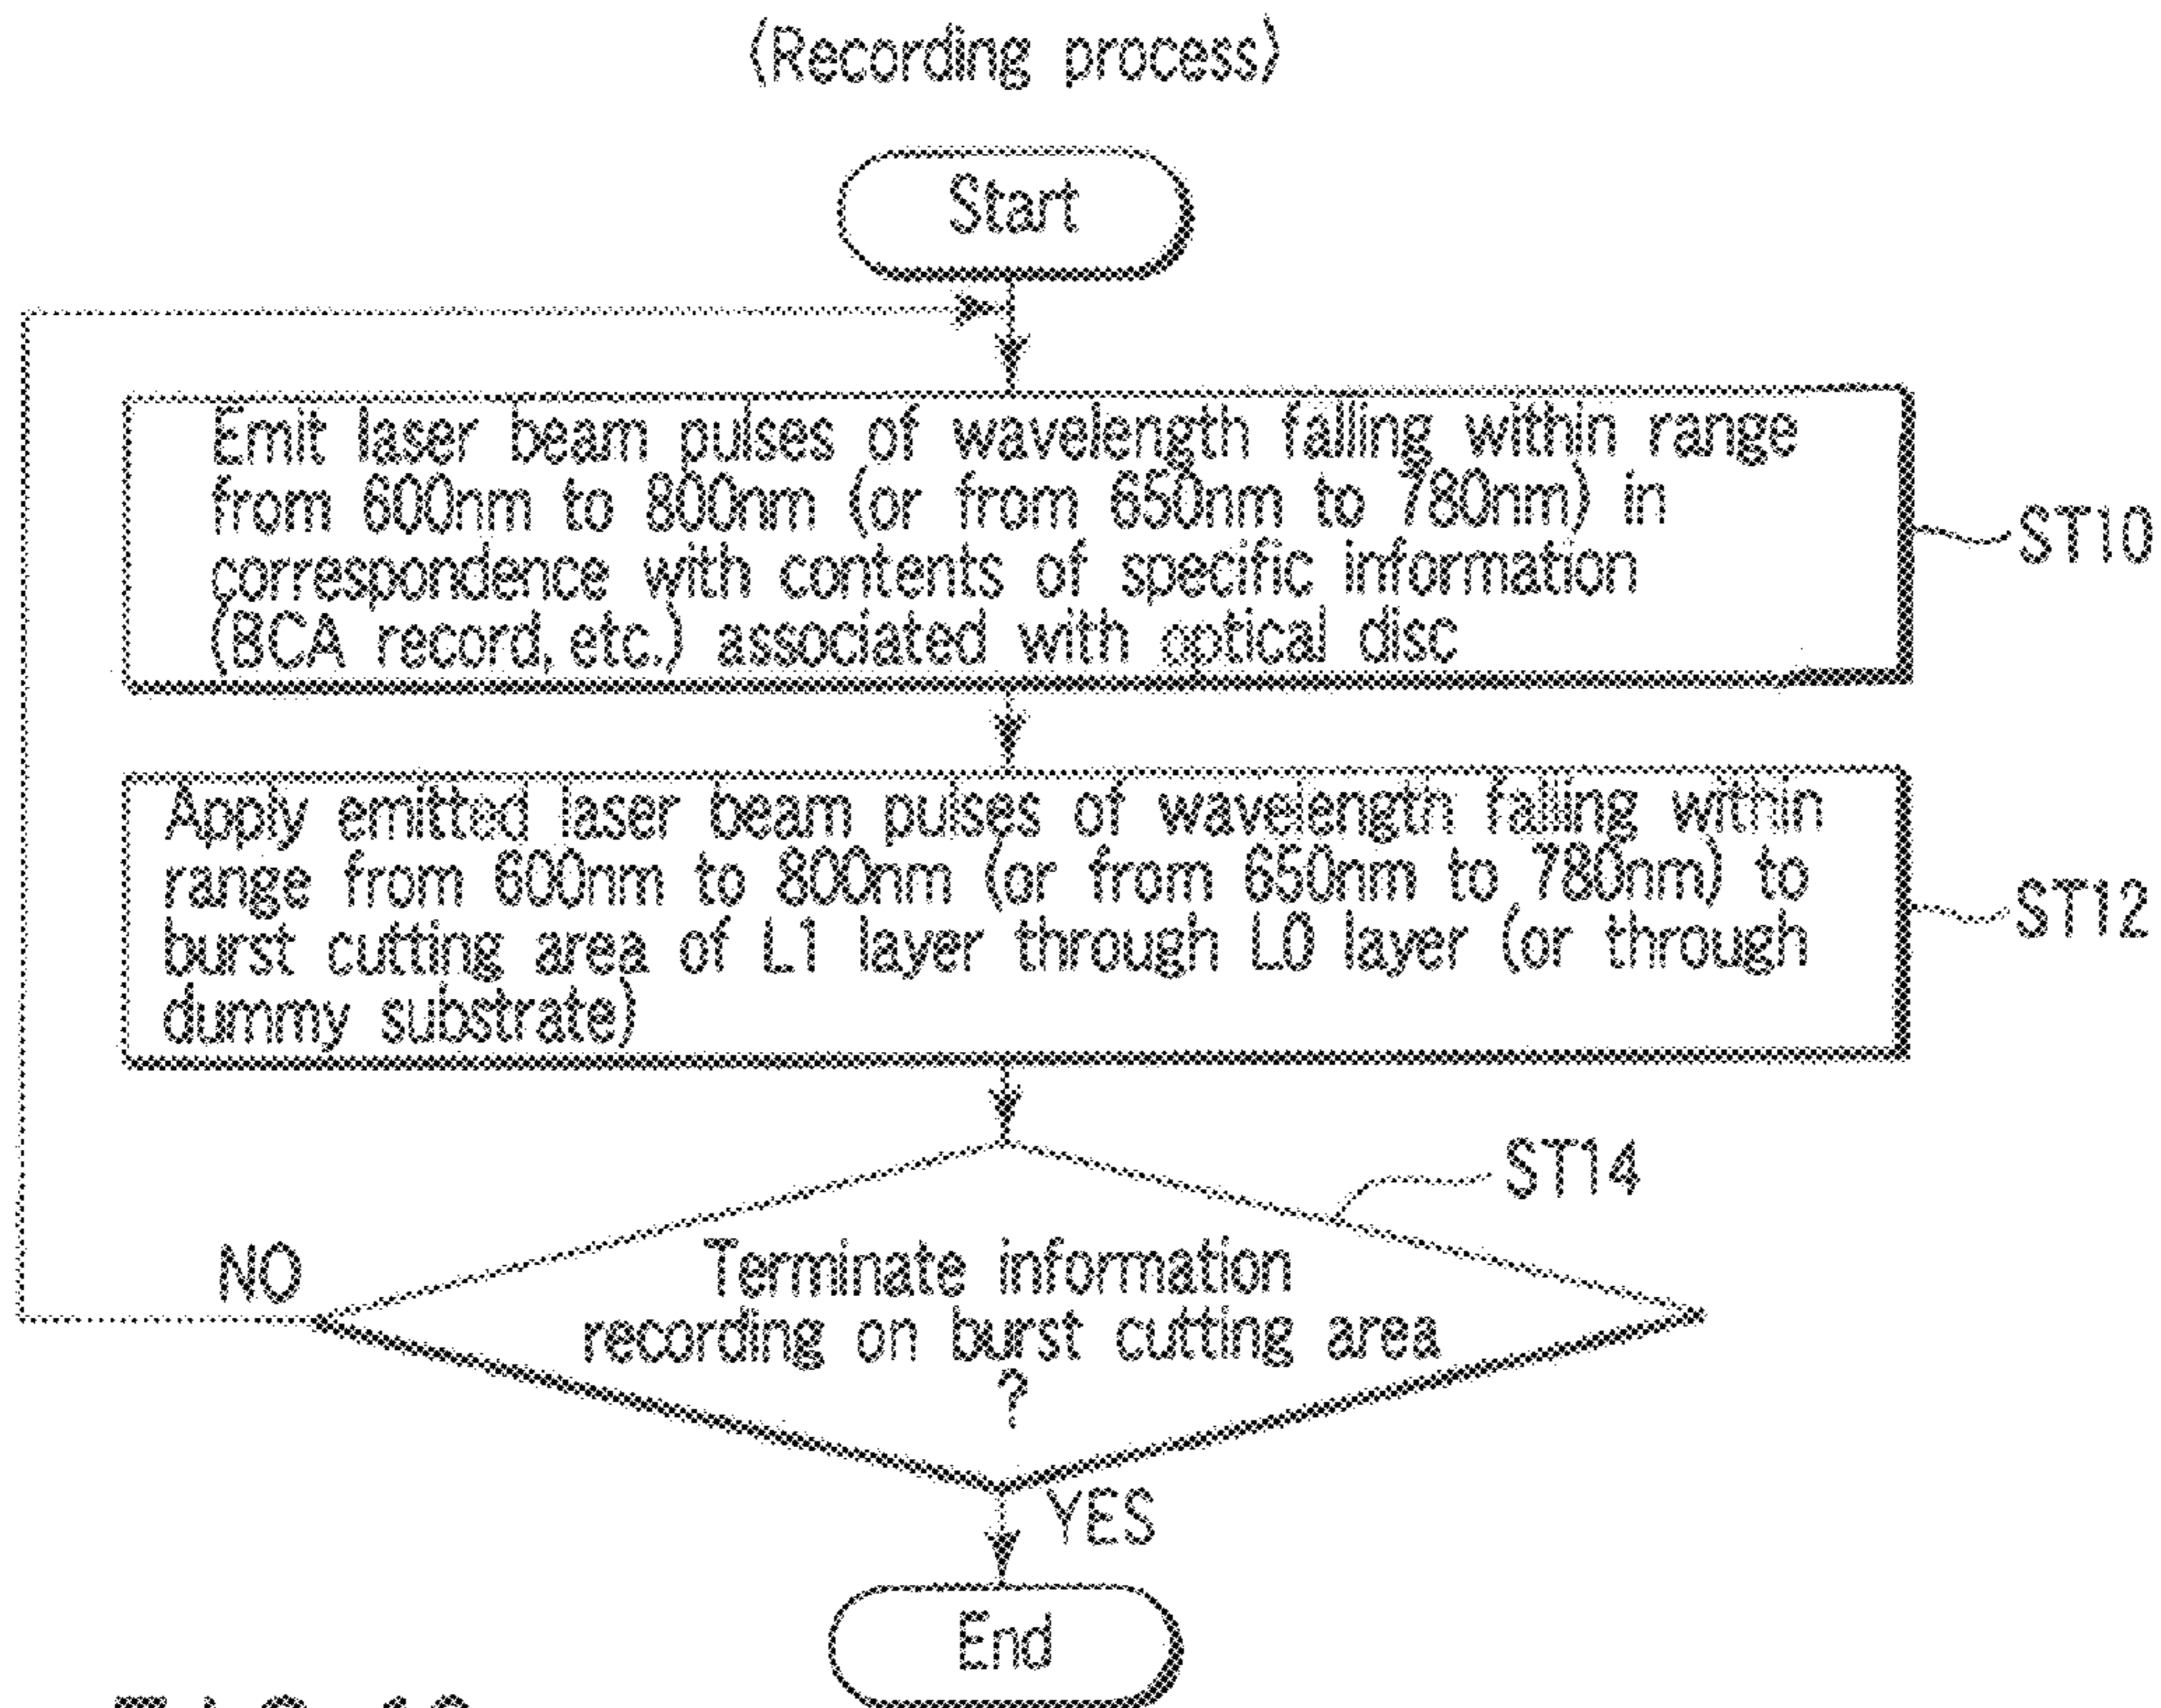 (Recording process)
Start
Emit laser beam pulses of wavelength falling within range
from 600nm to 800nm (or from 650nm to 780nm) in
correspondence with contents of specific information
(BCA record, etc.) associated with optical disc
ST10
Apply emitted laser beam pulses of wavelength falling within
range from 600nm to 800nm (or from 650nm to 780nm) to
burst cutting area of L1 layer through L0 layer (or through
dummy substrate)
ST12
ST14
NO
Terminate information
recording on burst cutting area
?
YES
End